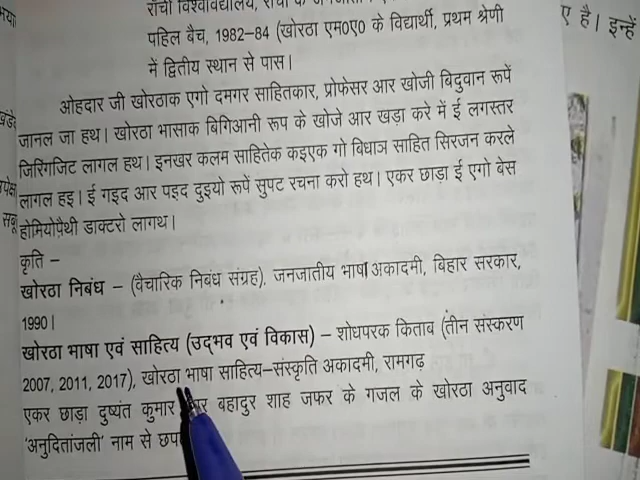 राँची विश्वविद्यालय, राँची
पहिल बैच, 1982-84 (खोरठा एम0ए0 के विद्यार्थी, प्रथम श्रेणी
में द्वितीय स्थान से पास।
ए है। इन्हें
ओहदार जी खोरठाक एगो दमगर साहितकार, प्रोफेसर आर खोजी बिदुवान रूपें
जानल जा हथ। खोरठा भासाक बिगिआनी रूप के खोजे आर खड़ा करे में ई लगस्तर
जिरिंगजिट लागल हथ। इनखर कलम साहितेक कइएक गो बिधाञ साहित सिरजन करले
लागल हइ। ई गइद आर पइद दुइयो रूपें सुपट रचना करो हथ। एकर छाड़ा ई एगो बेस
होमियोपैथी डाक्टरो लागथ।
कृति –
खोरठा निबंध – (वैचारिक निबंध संग्रह), जनजातीय भाषा अकादमी, बिहार सरकार,
1990।
खोरठा भाषा एवं साहित्य (उद्भव एवं विकास) – शोधपरक किताब (तीन संस्करण
2007, 2011, 2017), खोरठा भाषा साहित्य-संस्कृति अकादमी, रामगढ़
एकर छाड़ा दुष्यंत कुमार बहादुर शाह जफर के गजल के खोरठा अनुवाद
'अनुदितांजली' नाम से